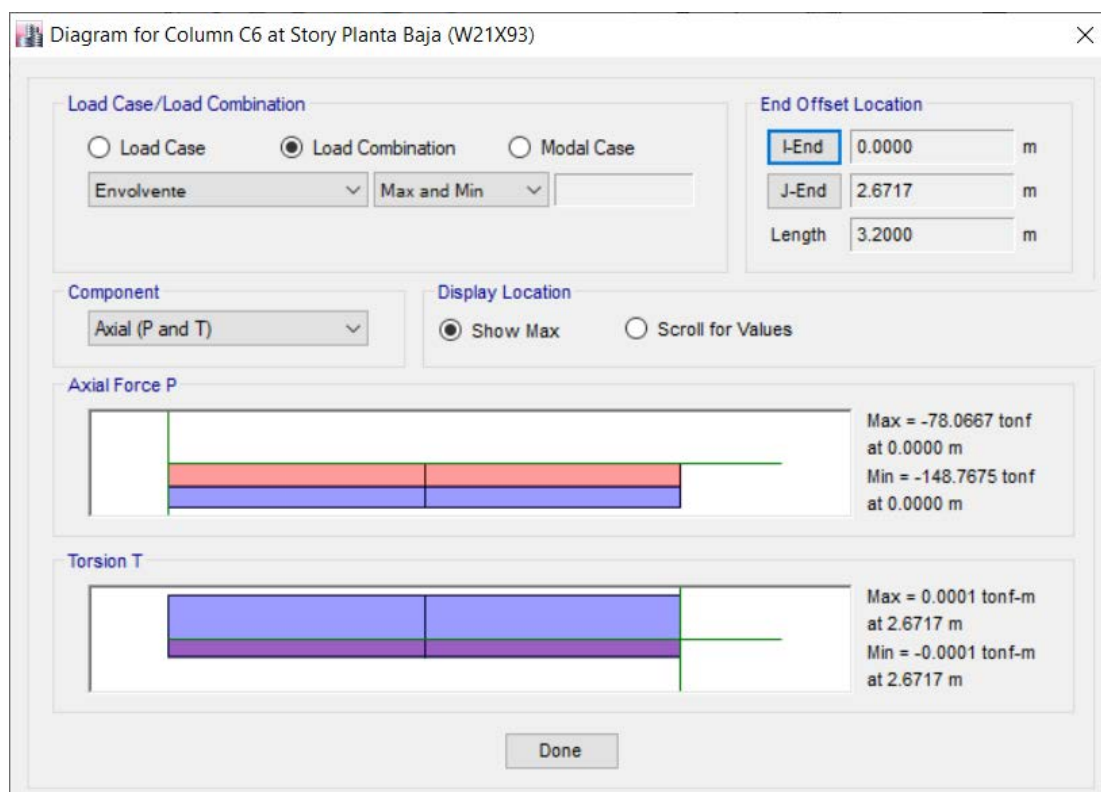 Diagram for Column C6 at Story Planta Baja (W21X93)
Load Case/Load Combination
Load Case Load Combination Modal Case
Envolvente Max and Min
End Offset Location
I-End 0.0000 m
J-End 2.6717 m
Length 3.2000 m
Component
Axial (P and T)
Display Location
Show Max Scroll for Values
Axial Force P
Max = -78.0667 tonf
at 0.0000 m
Min = -148.7675 tonf
at 0.0000 m
Torsion T
Max = 0.0001 tonf-m
at 2.6717 m
Min = -0.0001 tonf-m
at 2.6717 m
Done